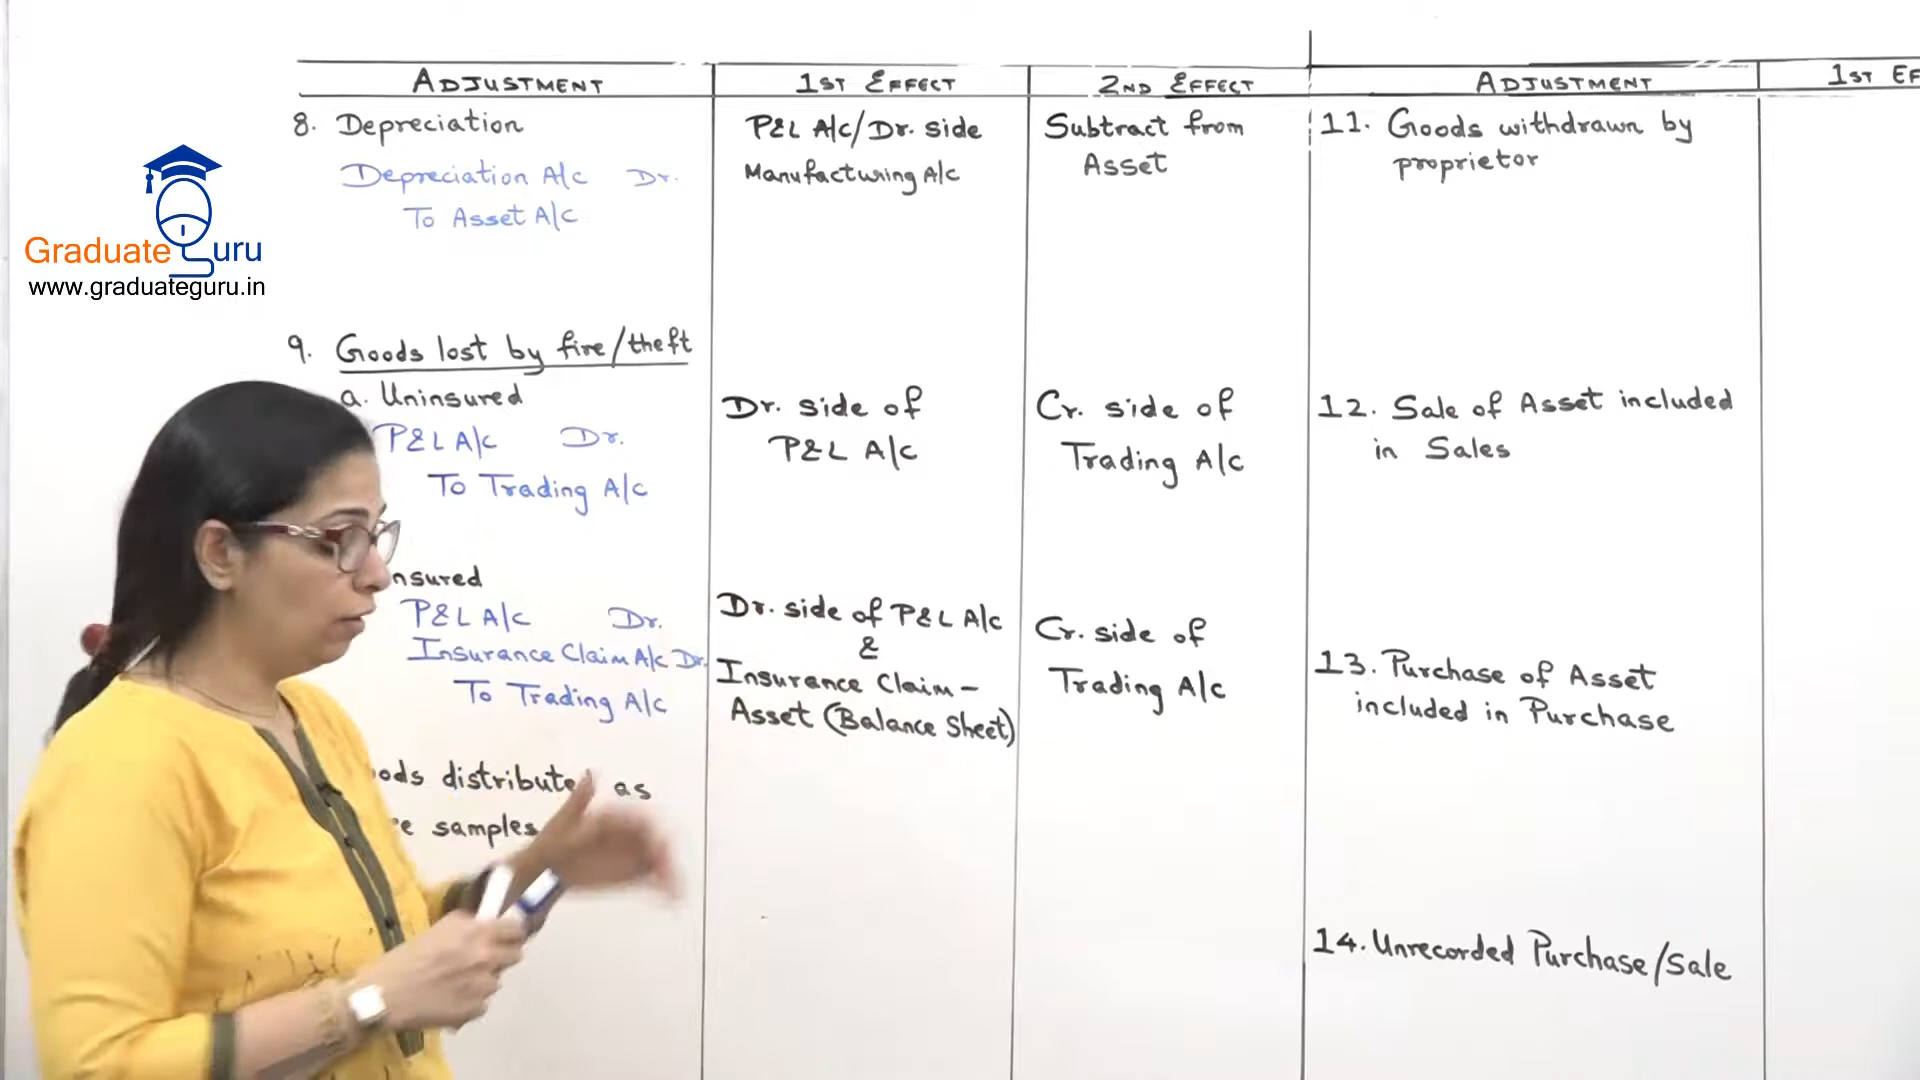 ADJUSTMENT
1ST EFFECT
2ND EFFECT
ADJUSTMENT
1ST EF
8. Depreciation
Depreciation A/c Dr.
To Asset A/c
P&L A/c/Dr. side
Manufacturing A/c
Subtract from
Asset
9. Goods lost by fire/theft
a. Uninsured
P&L A/c Dr.
To Trading A/c
Dr. side of
P&L A/c
Cr. side of
Trading A/c
nsured
P&L A/c Dr.
Insurance Claim A/c Dr.
To Trading A/c
Dr. side of P&L A/c
&
Insurance Claim -
Asset (Balance Sheet)
Cr. side of
Trading A/c
ods distributed as
e samples
11. Goods withdrawn by
proprietor
12. Sale of Asset included
in Sales
13. Purchase of Asset
included in Purchase
14. Unrecorded Purchase/Sale
Graduate Guru
www.graduateguru.in